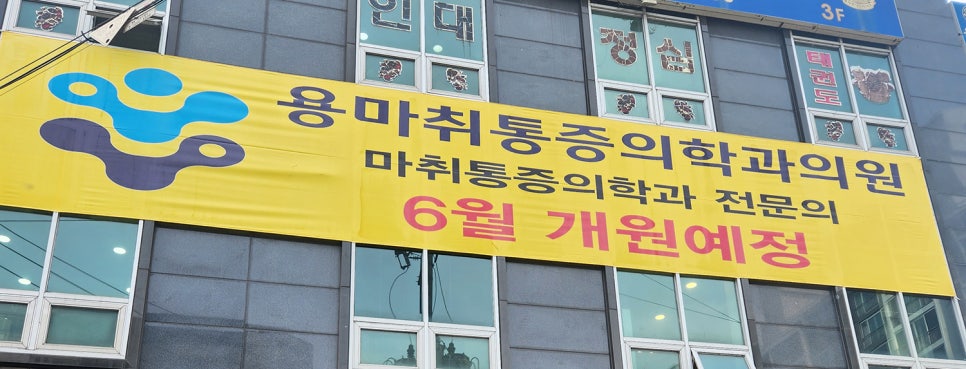 3F
인대
정심
태권도
용마취통증의학과의원
마취통증의학과 전문의
6월 개원예정